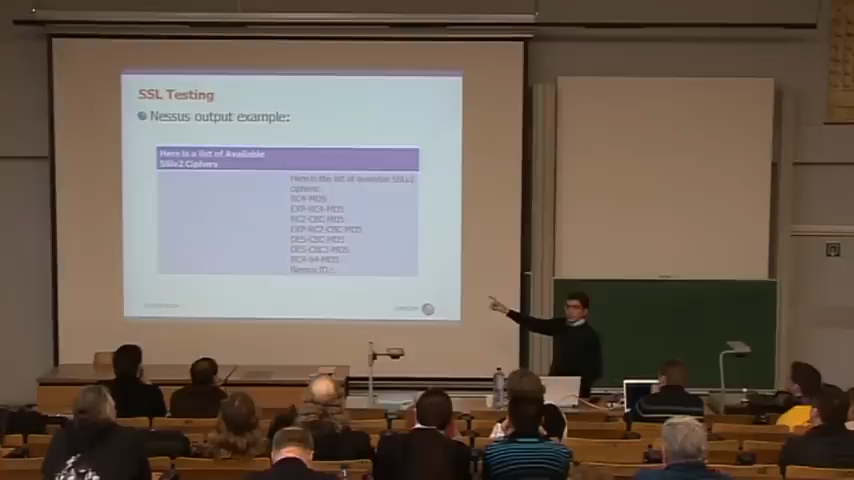 SSL Testing
Nessus output example:
Here is a list of Available
SSLv2 Ciphers
Here is the list of available SSLv2
ciphers:
RC4-MD5
EXP-RC4-MD5
RC2-CBC-MD5
EXP-RC2-CBC-MD5
DES-CBC-MD5
DES-CBC3-MD5
RC4-64-MD5
Nessus ID :